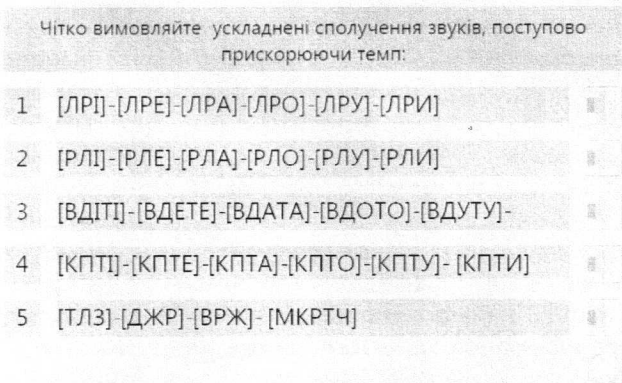 Чітко вимовляйте ускладнені сполучення звуків, поступово
прискорюючи темп:
1 [ЛРІ]-[ЛРЕ]-[ЛРА]-[ЛРО]-[ЛРУ]-[ЛРИ]
2 [РЛІ]-[РЛЕ]-[РЛА]-[РЛО]-[РЛУ]-[РЛИ]
3 [ВДІТІ]-[ВДЕТЕ]-[ВДАТА]-[ВДОТО]-[ВДУТУ]-
4 [КПТІ]-[КПТЕ]-[КПТА]-[КПТО]-[КПТУ]- [КПТИ]
5 [ТЛЗ]-[ДЖР]-[ВРЖ]- [МКРТЧ]